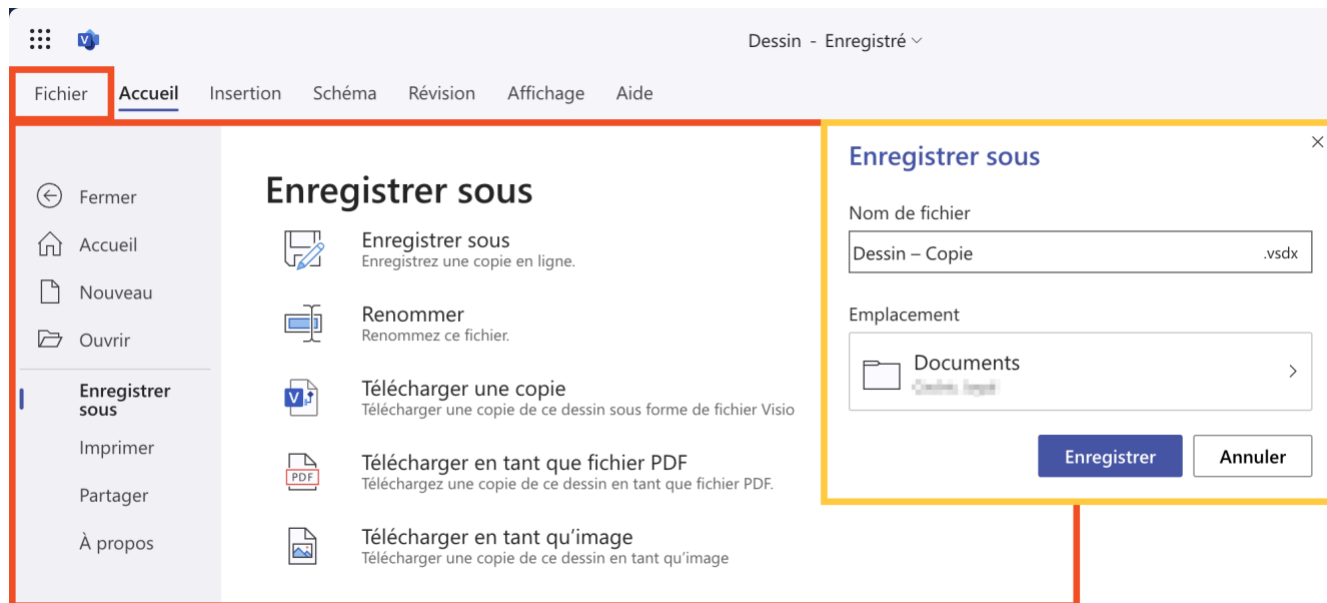 Dessin - Enregistré
Fichier Accueil Insertion Schéma Révision Affichage Aide
Fermer
Accueil
Nouveau
Ouvrir
Enregistrer
sous
Imprimer
Partager
À propos
Enregistrer sous
Enregistrer sous
Enregistrez une copie en ligne.
Renommer
Renommez ce fichier.
Télécharger une copie
Télécharger une copie de ce dessin sous forme de fichier Visio
Télécharger en tant que fichier PDF
Téléchargez une copie de ce dessin en tant que fichier PDF.
Télécharger en tant qu’image
Télécharger une copie de ce dessin en tant qu’image
PDF
Enregistrer sous
Nom de fichier
Dessin – Copie .vsdx
Emplacement
Documents
Enregistrer Annuler